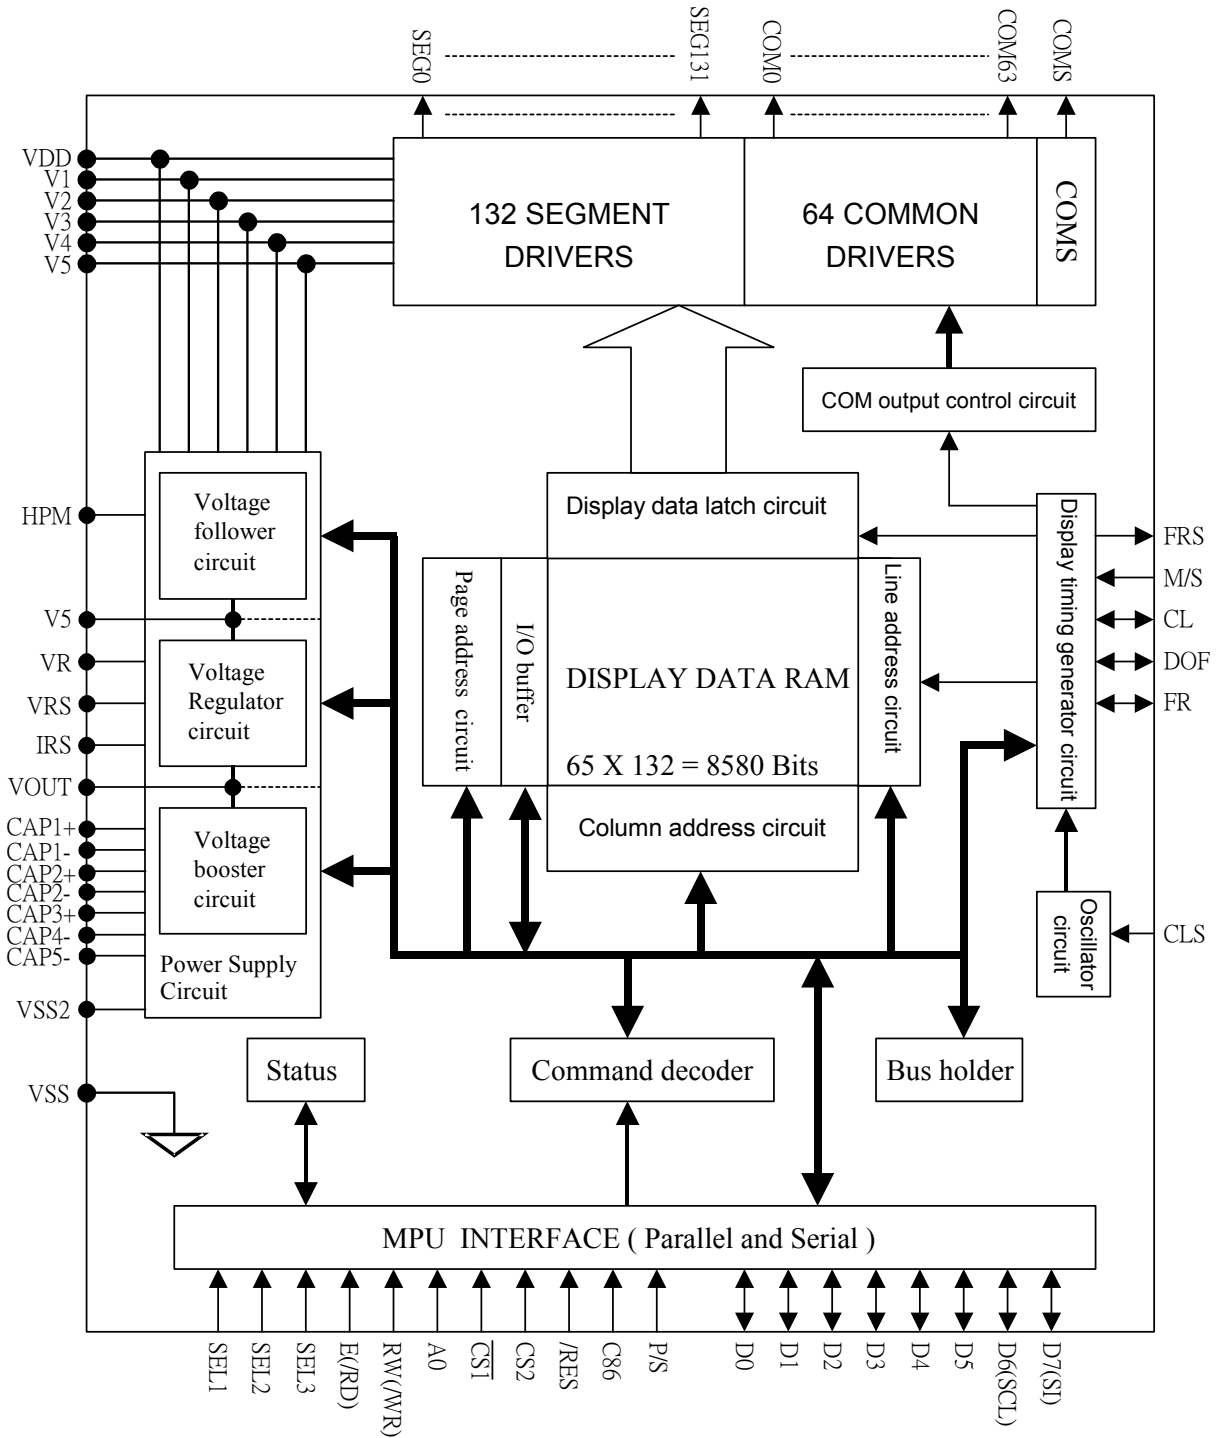 SEG0
SEG131
COM0
COM63
COMS
VDD
V1
V2
V3
V4
V5
132 SEGMENT
DRIVERS
64 COMMON
DRIVERS
COMS
COM output control circuit
HPM
V5
VR
VRS
IRS
VOUT
CAP1+
CAP1-
CAP2+
CAP2-
CAP3+
CAP4-
CAP5-
VSS2
VSS
Voltage
follower
circuit
Voltage
Regulator
circuit
Voltage
booster
circuit
Power Supply
Circuit
Display data latch circuit
Page address circuit
I/O buffer
DISPLAY DATA RAM
65 X 132 = 8580 Bits
Line address circuit
Column address circuit
Display timing generator circuit
FRS
M/S
CL
DOF
FR
Oscillator
circuit
CLS
Status
Command decoder
Bus holder
MPU INTERFACE ( Parallel and Serial )
SEL1
SEL2
SEL3
E(/RD)
RW(/WR)
A0
CS1
CS2
/RES
C86
P/S
D0
D1
D2
D3
D4
D5
D6(SCL)
D7(SI)